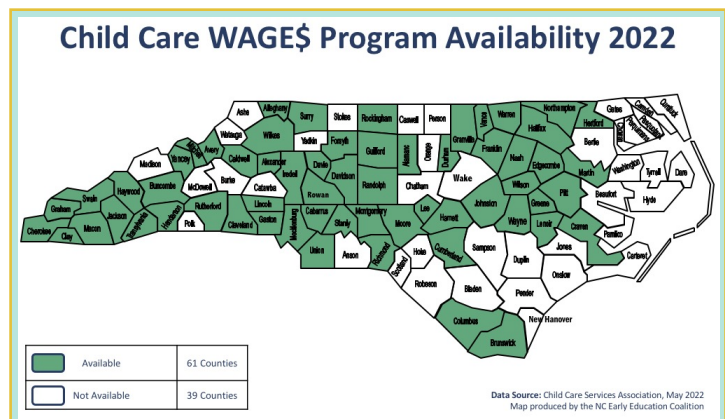 Child Care WAGE$ Program Availability 2022
Ashe
Alleghany
Surry
Stokes
Rockingham
Caswell
Person
Granville
Vance
Warren
Northampton
Hertford
Gates
Camden
Currituck
Pasquotank
Perquimans
Watauga
Wilkes
Yadkin
Forsyth
Guilford
Alamance
Orange
Durham
Franklin
Halifax
Bertie
Mitchell
Avery
Caldwell
Alexander
Iredell
Davie
Davidson
Randolph
Chatham
Wake
Nash
Edgecombe
Martin
Washington
Tyrrell
Dare
Madison
Yancey
Burke
McDowell
Catawba
Rowan
Wilson
Pitt
Beaufort
Hyde
Swain
Haywood
Buncombe
Rutherford
Lincoln
Cabarrus
Stanly
Montgomery
Moore
Lee
Harnett
Johnston
Wayne
Greene
Lenoir
Craven
Pamlico
Graham
Cherokee
Clay
Macon
Jackson
Transylvania
Henderson
Polk
Cleveland
Gaston
Mecklenburg
Union
Anson
Richmond
Scotland
Hoke
Cumberland
Sampson
Duplin
Jones
Onslow
Carteret
Robeson
Bladen
Pender
New Hanover
Columbus
Brunswick
Available 61 Counties
Not Available 39 Counties
Data Source: Child Care Services Association, May 2022
Map produced by the NC Early Education Coalition